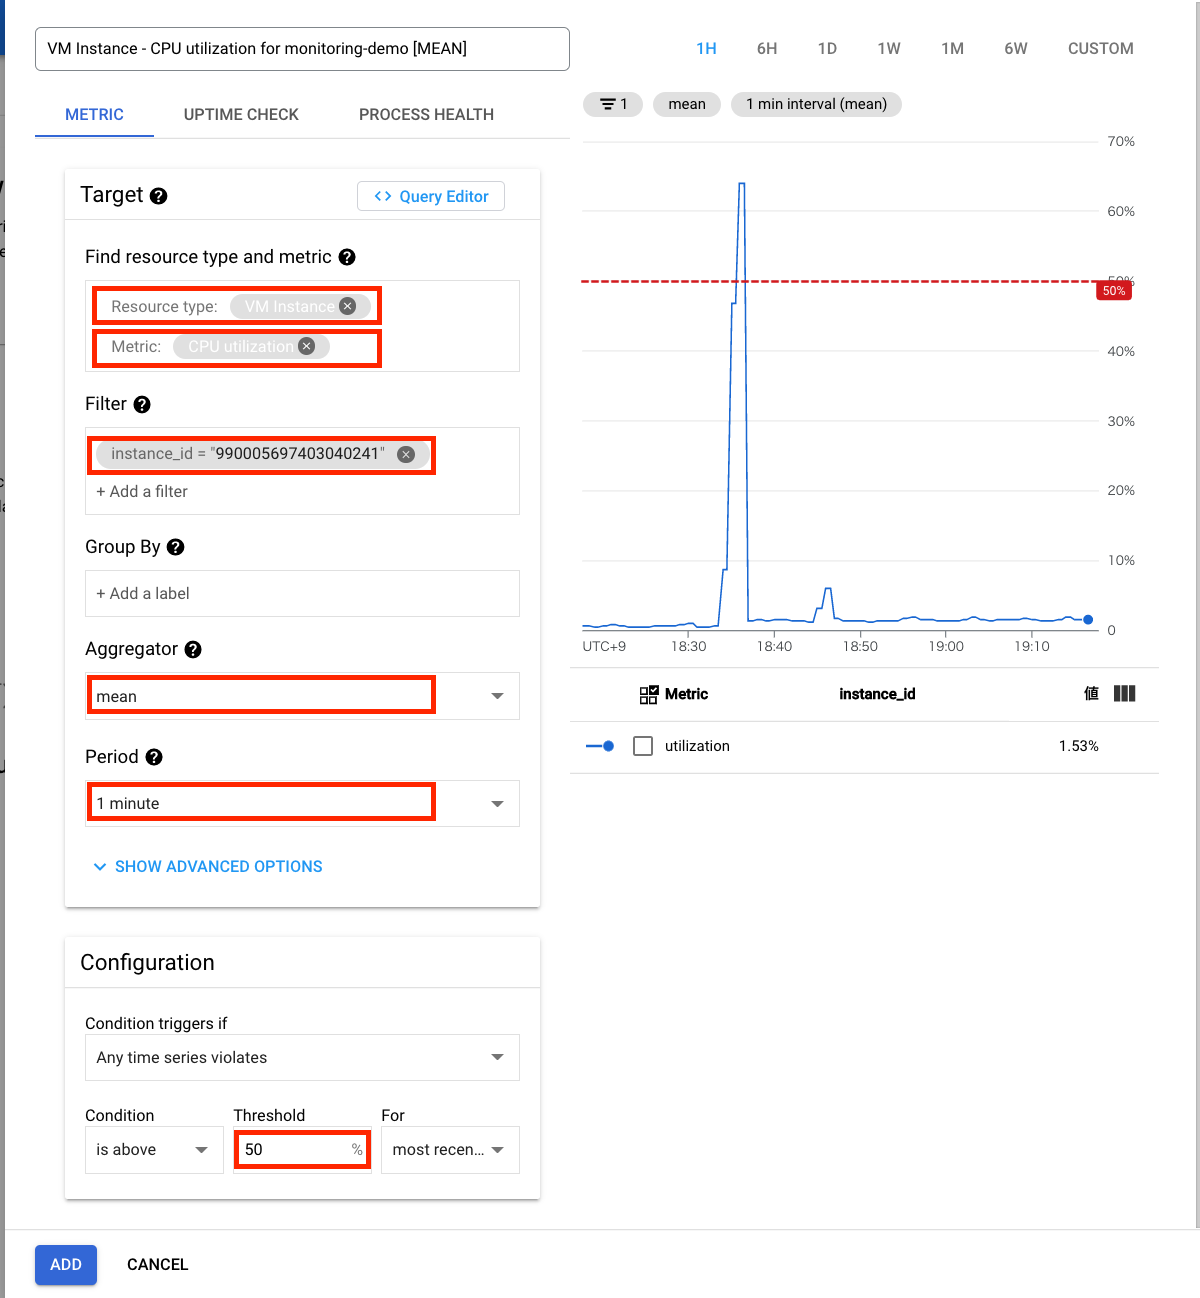 VM Instance - CPU utilization for monitoring-demo [MEAN]
METRIC UPTIME CHECK PROCESS HEALTH
Target
Query Editor
Find resource type and metric
Resource type: VM Instance
Metric: CPU utilization
Filter
instance_id = "990005697403040241"
+ Add a filter
Group By
+ Add a label
Aggregator
mean
Period
1 minute
SHOW ADVANCED OPTIONS
Configuration
Condition triggers if
Any time series violates
Condition Threshold For
is above 50 % most recen...
ADD CANCEL
1H 6H 1D 1W 1M 6W CUSTOM
1 mean 1 min interval (mean)
70%
60%
50%
50%
40%
30%
20%
10%
0
UTC+9 18:30 18:40 18:50 19:00 19:10
Metric instance_id 値
utilization 1.53%